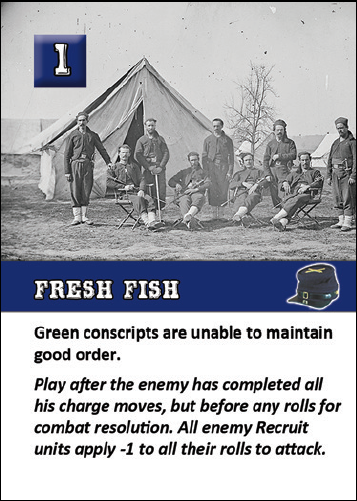 1
FRESH FISH
Green conscripts are unable to maintain
good order.
Play after the enemy has completed all
his charge moves, but before any rolls for
combat resolution. All enemy Recruit
units apply -1 to all their rolls to attack.